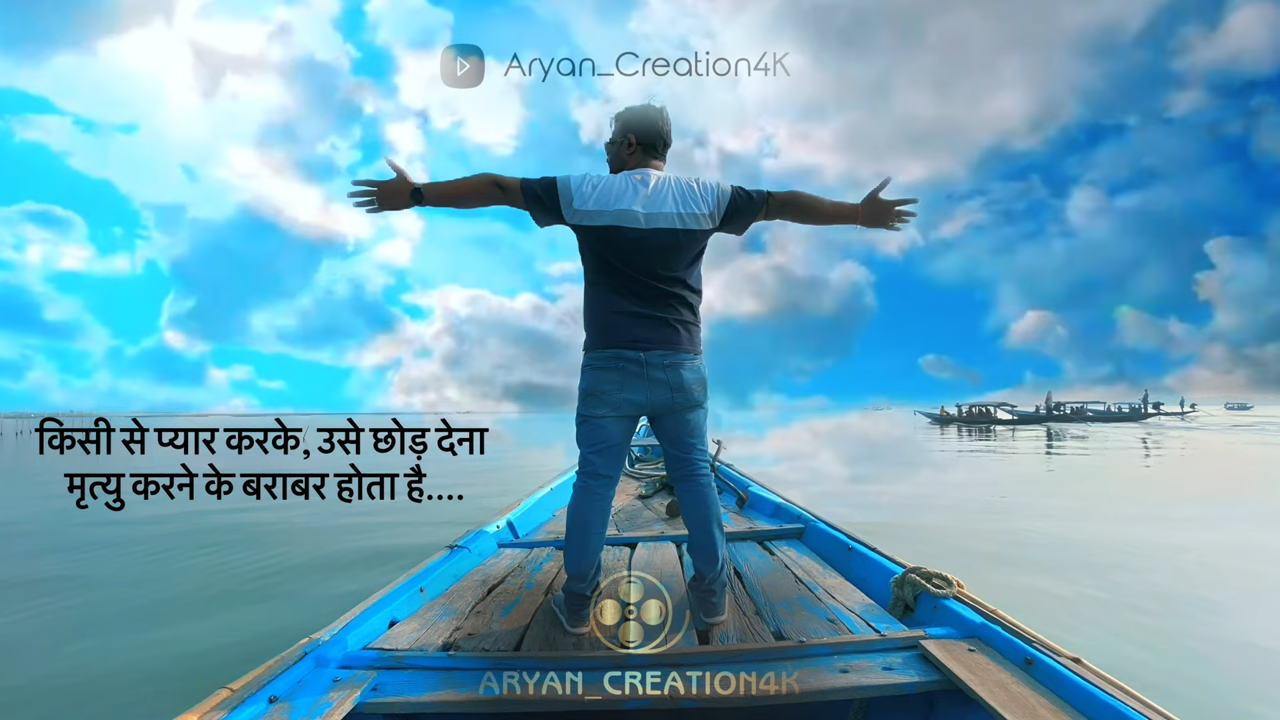 Aryan_Creation4K
किसी से प्यार करके, उसे छोड़ देना
मृत्यु करने के बराबर होता है....
ARYAN_CREATION4K